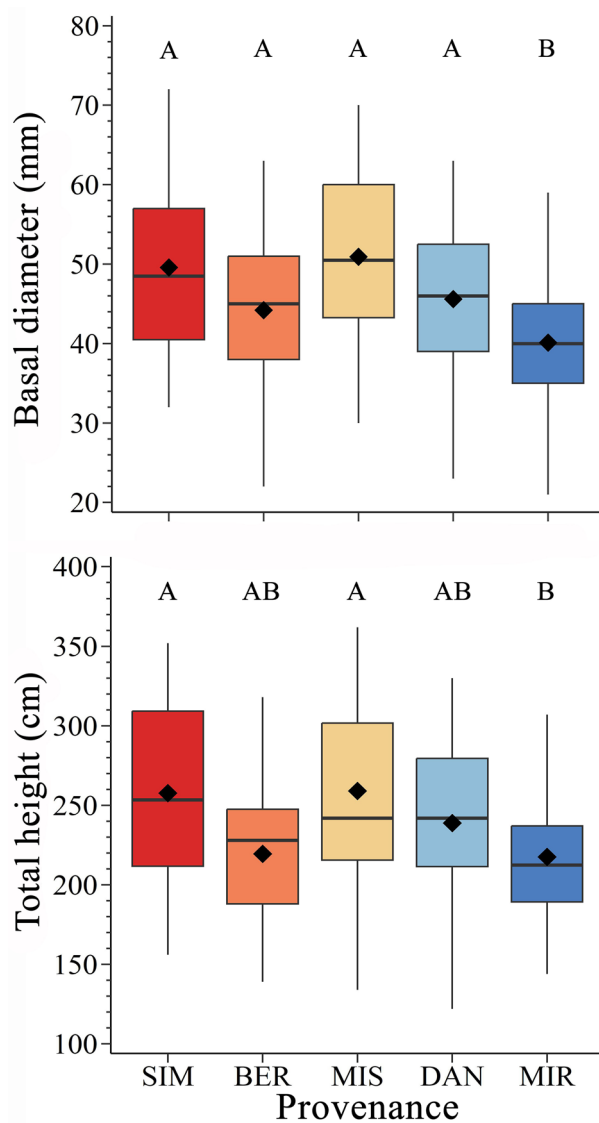 Basal diameter (mm)
80
70
60
50
40
30
20
A A A A B
Total height (cm)
400
350
300
250
200
150
100
A AB A AB B
SIM BER MIS DAN MIR
Provenance